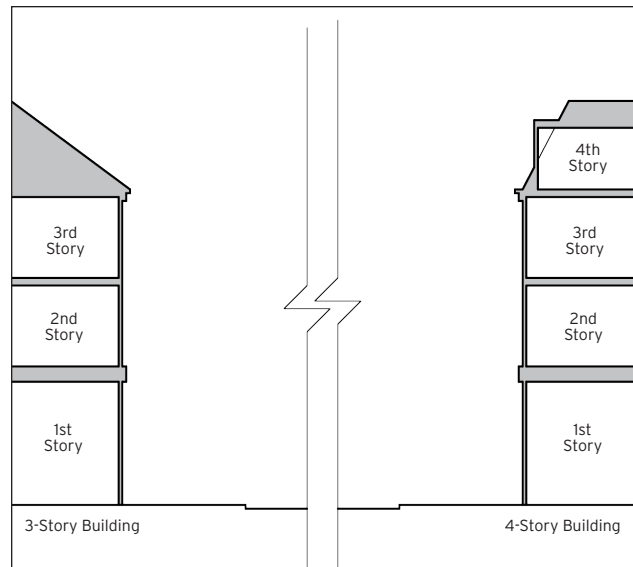 3rd
Story
2nd
Story
1st
Story
3-Story Building
4th
Story
3rd
Story
2nd
Story
1st
Story
4-Story Building